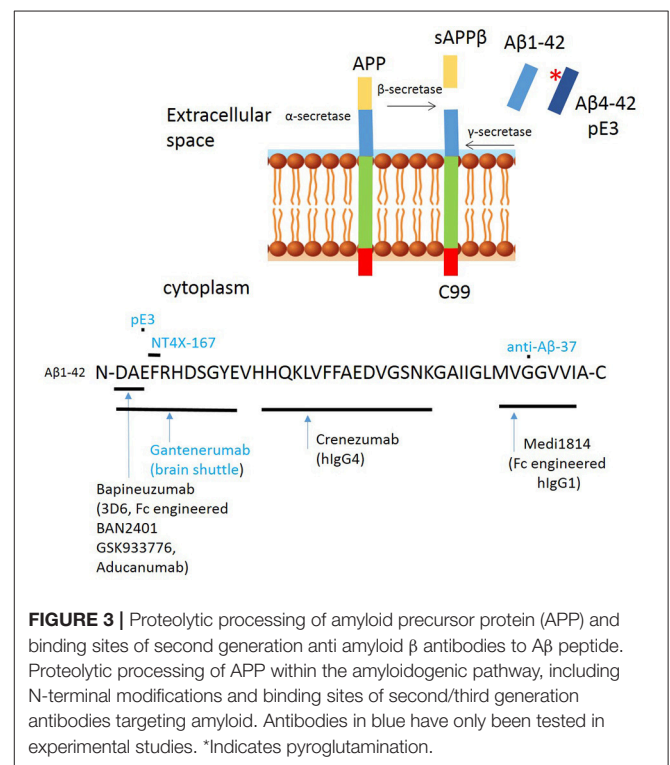 sAPPβ
Aβ1-42
APP
β-secretase
*
Aβ4-42
pE3
Extracellular
space
α-secretase
γ-secretase
cytoplasm
C99
pE3
NT4X-167
anti-Aβ-37
Aβ1-42 N-DAEFRHDSGYEVHHQKLVFFAEDVGSNKGAIIGLMVGGVVIA-C
Gantenerumab
(brain shuttle)
Crenezumab
(hIgG4)
Medi1814
(Fc engineered
hIgG1)
Bapineuzumab
(3D6, Fc engineered
BAN2401
GSK933776,
Aducanumab)
FIGURE 3 | Proteolytic processing of amyloid precursor protein (APP) and
binding sites of second generation anti amyloid β antibodies to Aβ peptide.
Proteolytic processing of APP within the amyloidogenic pathway, including
N-terminal modifications and binding sites of second/third generation
antibodies targeting amyloid. Antibodies in blue have only been tested in
experimental studies. *Indicates pyroglutamination.